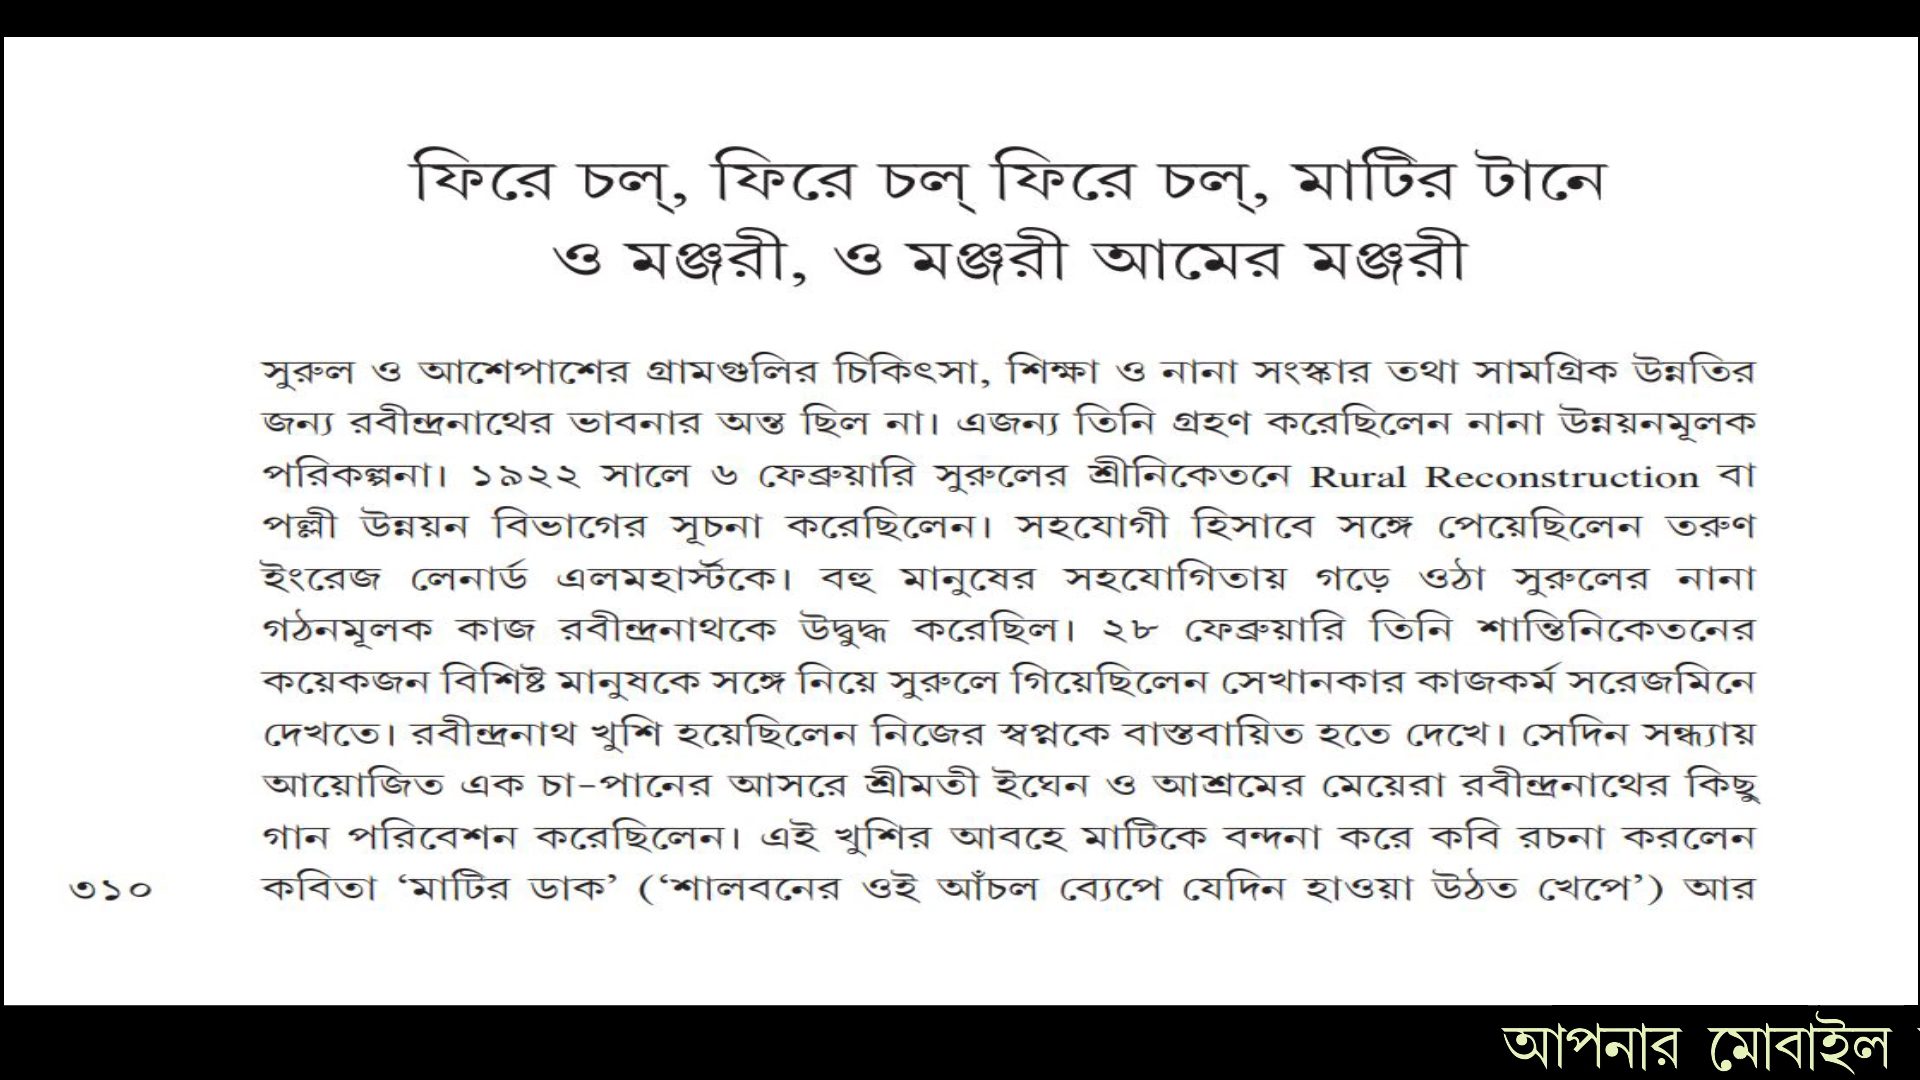 ফিরে চল্, ফিরে চল্ ফিরে চল্, মাটির টানে
ও মঞ্জরী, ও মঞ্জরী আমের মঞ্জরী
সুরুল ও আশেপাশের গ্রামগুলির চিকিৎসা, শিক্ষা ও নানা সংস্কার তথা সামগ্রিক উন্নতির
জন্য রবীন্দ্রনাথের ভাবনার অন্ত ছিল না। এজন্য তিনি গ্রহণ করেছিলেন নানা উন্নয়নমূলক
পরিকল্পনা। ১৯২২ সালে ৬ ফেব্রুয়ারি সুরুলের শ্রীনিকেতনে Rural Reconstruction বা
পল্লী উন্নয়ন বিভাগের সূচনা করেছিলেন। সহযোগী হিসাবে সঙ্গে পেয়েছিলেন তরুণ
ইংরেজ লেনার্ড এলমহার্স্টকে। বহু মানুষের সহযোগিতায় গড়ে ওঠা সুরুলের নানা
গঠনমূলক কাজ রবীন্দ্রনাথকে উদ্বুদ্ধ করেছিল। ২৮ ফেব্রুয়ারি তিনি শান্তিনিকেতনের
কয়েকজন বিশিষ্ট মানুষকে সঙ্গে নিয়ে সুরুলে গিয়েছিলেন সেখানকার কাজকর্ম সরেজমিনে
দেখতে। রবীন্দ্রনাথ খুশি হয়েছিলেন নিজের স্বপ্নকে বাস্তবায়িত হতে দেখে। সেদিন সন্ধ্যায়
আয়োজিত এক চা-পানের আসরে শ্রীমতী ইঘেন ও আশ্রমের মেয়েরা রবীন্দ্রনাথের কিছু
গান পরিবেশন করেছিলেন। এই খুশির আবহে মাটিকে বন্দনা করে কবি রচনা করলেন
৩১০ কবিতা ‘মাটির ডাক’ (‘শালবনের ওই আঁচল ব্যেপে যেদিন হাওয়া উঠত খেপে’) আর
আপনার মোবাইল